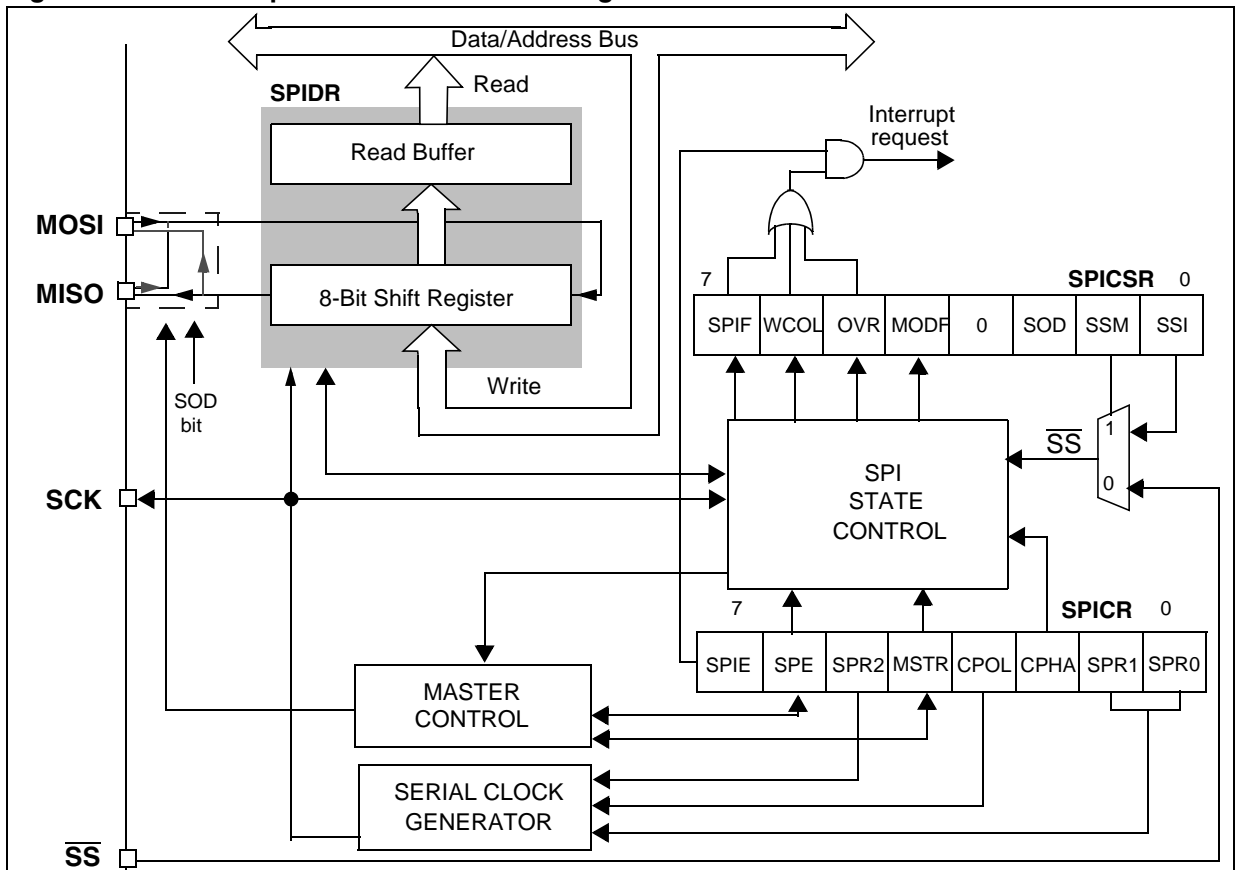 Data/Address Bus
SPIDR
Read
Read Buffer
Interrupt
request
MOSI
MISO
8-Bit Shift Register
7
SPICSR
0
SPIF WCOL OVR MODF 0 SOD SSM SSI
Write
SOD
bit
1
SS
0
SCK
SPI
STATE
CONTROL
7
SPICR
0
SPIE SPE SPR2 MSTR CPOL CPHA SPR1 SPR0
MASTER
CONTROL
SERIAL CLOCK
GENERATOR
SS